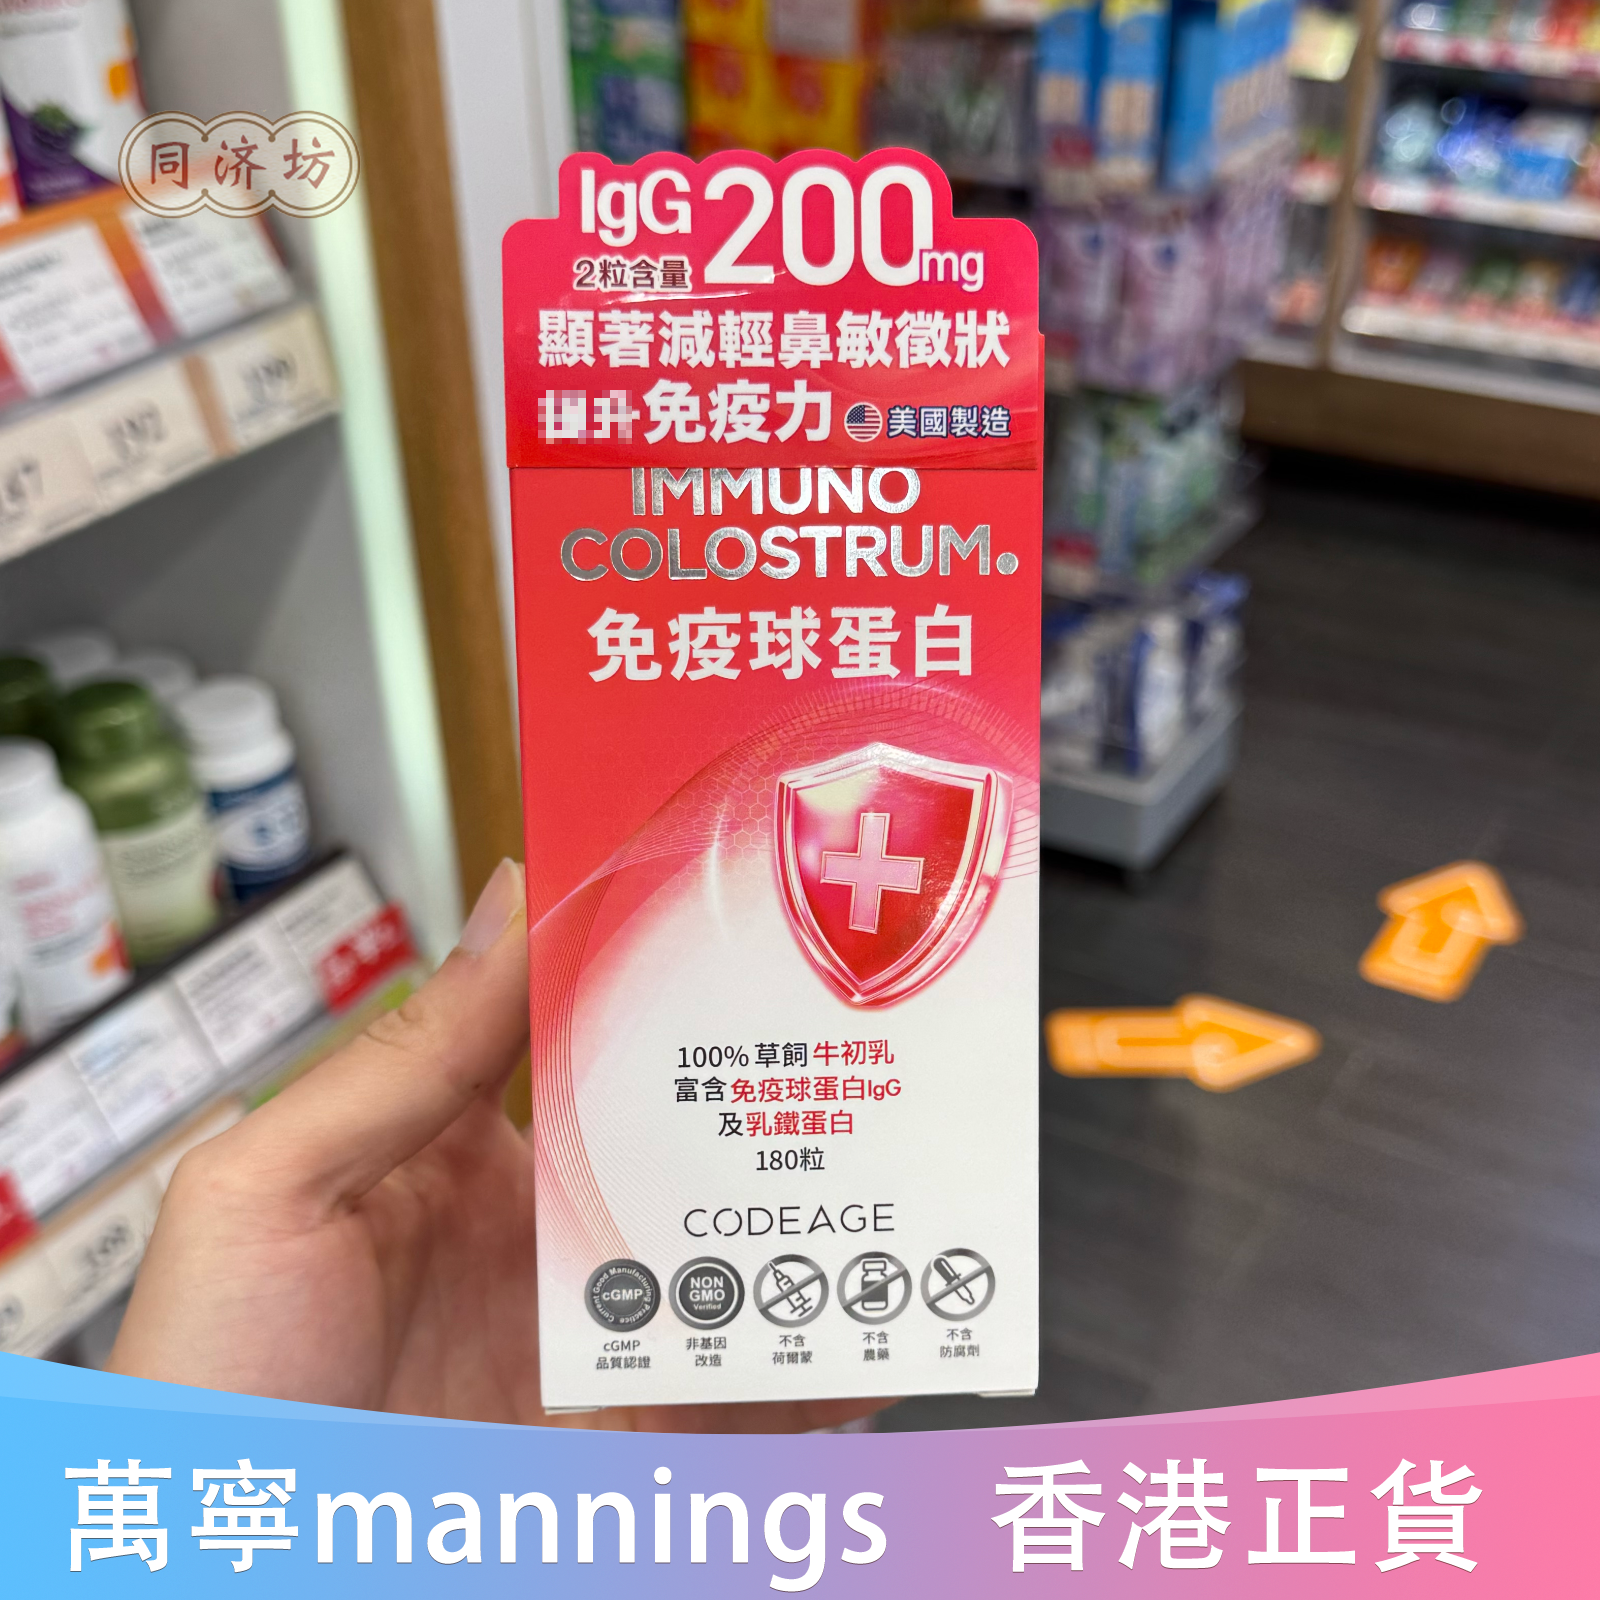 同济坊
IgG 200mg
2粒含量
顯著減輕鼻敏徵狀
免疫力 美國製造
IMMUNO
COLOSTRUM
免疫球蛋白
100%草飼牛初乳
富含免疫球蛋白IgG
及乳鐵蛋白
180粒
CODEAGE
Current Good Manufacturing Practice
cGMP
NON
GMO
Verified
cGMP
品質認證
非基因
改造
不含
荷爾蒙
不含
農藥
不含
防腐劑
萬寧mannings 香港正貨